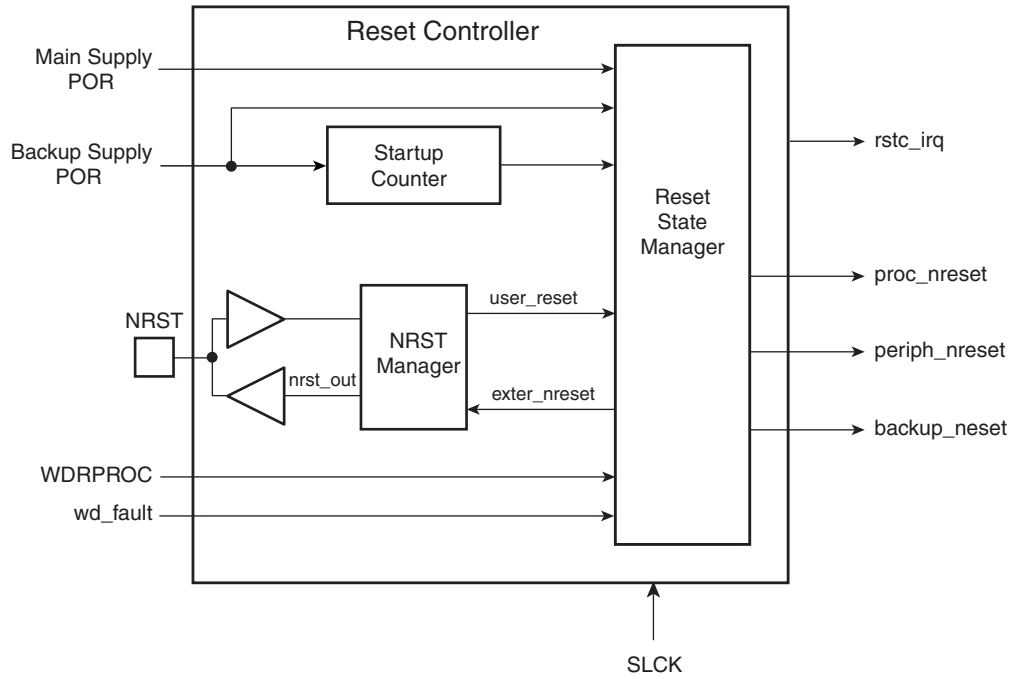 Reset Controller
Main Supply
POR
Backup Supply
POR
Startup
Counter
rstc_irq
Reset
State
Manager
proc_nreset
user_reset
NRST
NRST
Manager
periph_nreset
nrst_out
exter_nreset
backup_neset
WDRPROC
wd_fault
SLCK